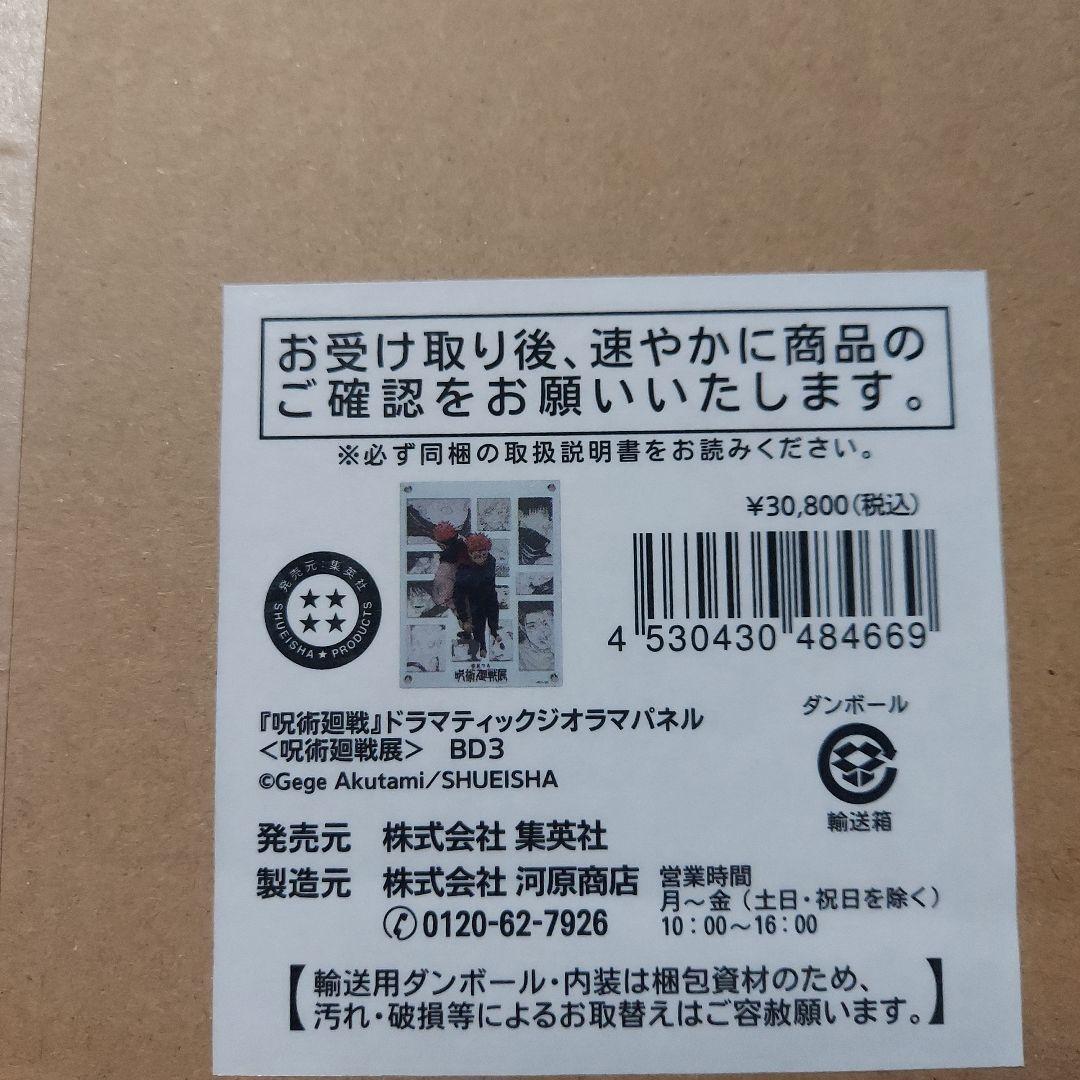 お受け取り後、速やかに商品の
ご確認をお願いいたします。
※必ず同梱の取扱説明書をお読みください。
¥30,800(税込)
発売元:集英社
SHUEISHA★PRODUCTS
呪術廻戦展
4 530430 484669
『呪術廻戦』ドラマティックジオラマパネル
<呪術廻戦展> BD3
©Gege Akutami/SHUEISHA
ダンボール
輸送箱
発売元 株式会社 集英社
製造元 株式会社 河原商店
0120-62-7926
営業時間
月～金(土日・祝日を除く)
10:00～16:00
【輸送用ダンボール・内装は梱包資材のため、
汚れ・破損等によるお取替えはご容赦願います。】